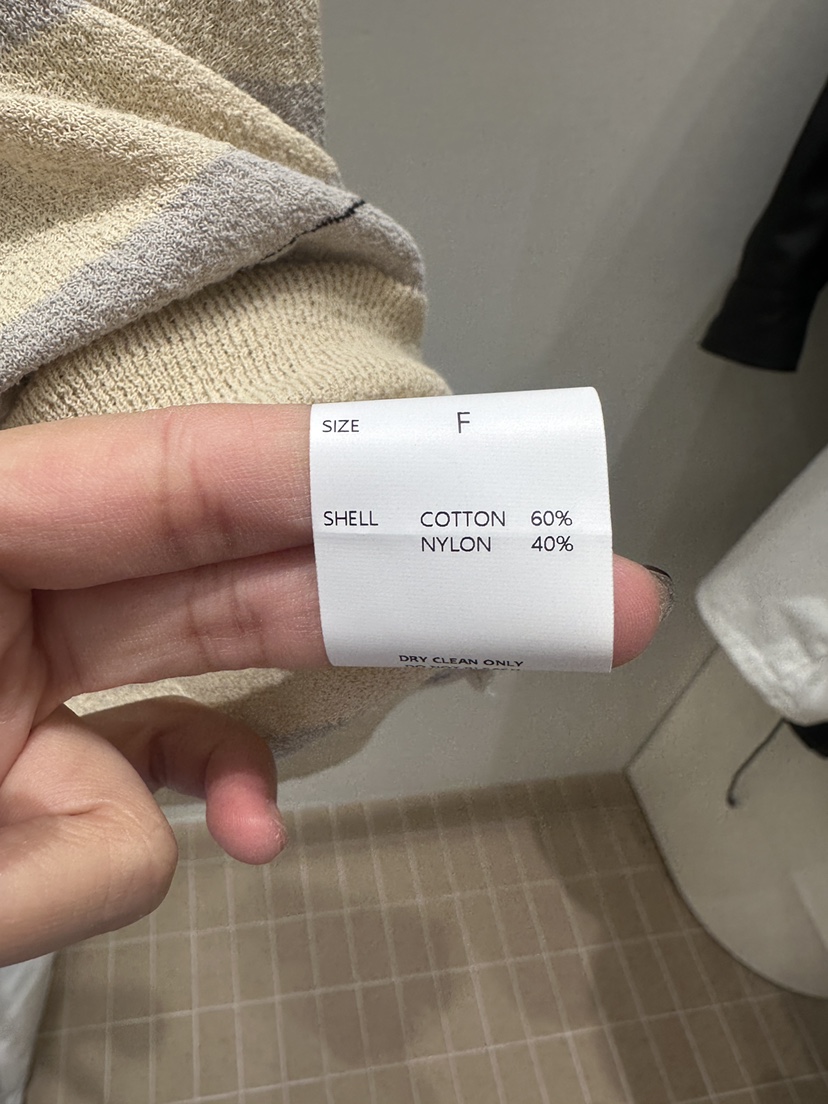 SIZE F
SHELL COTTON 60%
NYLON 40%
DRY CLEAN ONLY